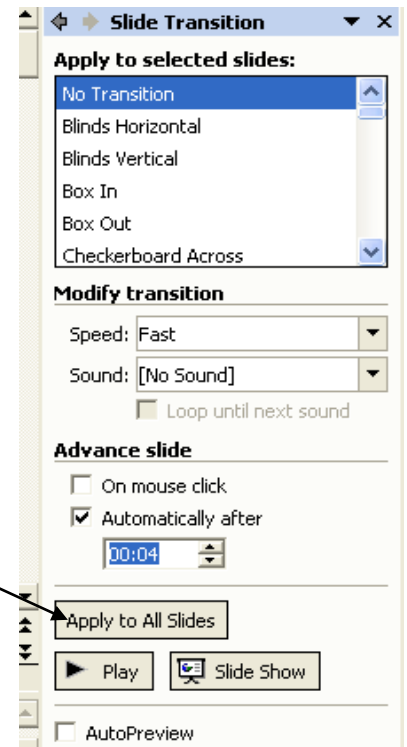 Slide Transition
Apply to selected slides:
No Transition
Blinds Horizontal
Blinds Vertical
Box In
Box Out
Checkerboard Across
Modify transition
Speed: Fast
Sound: [No Sound]
Loop until next sound
Advance slide
On mouse click
Automatically after
00:04
Apply to All Slides
Play Slide Show
AutoPreview